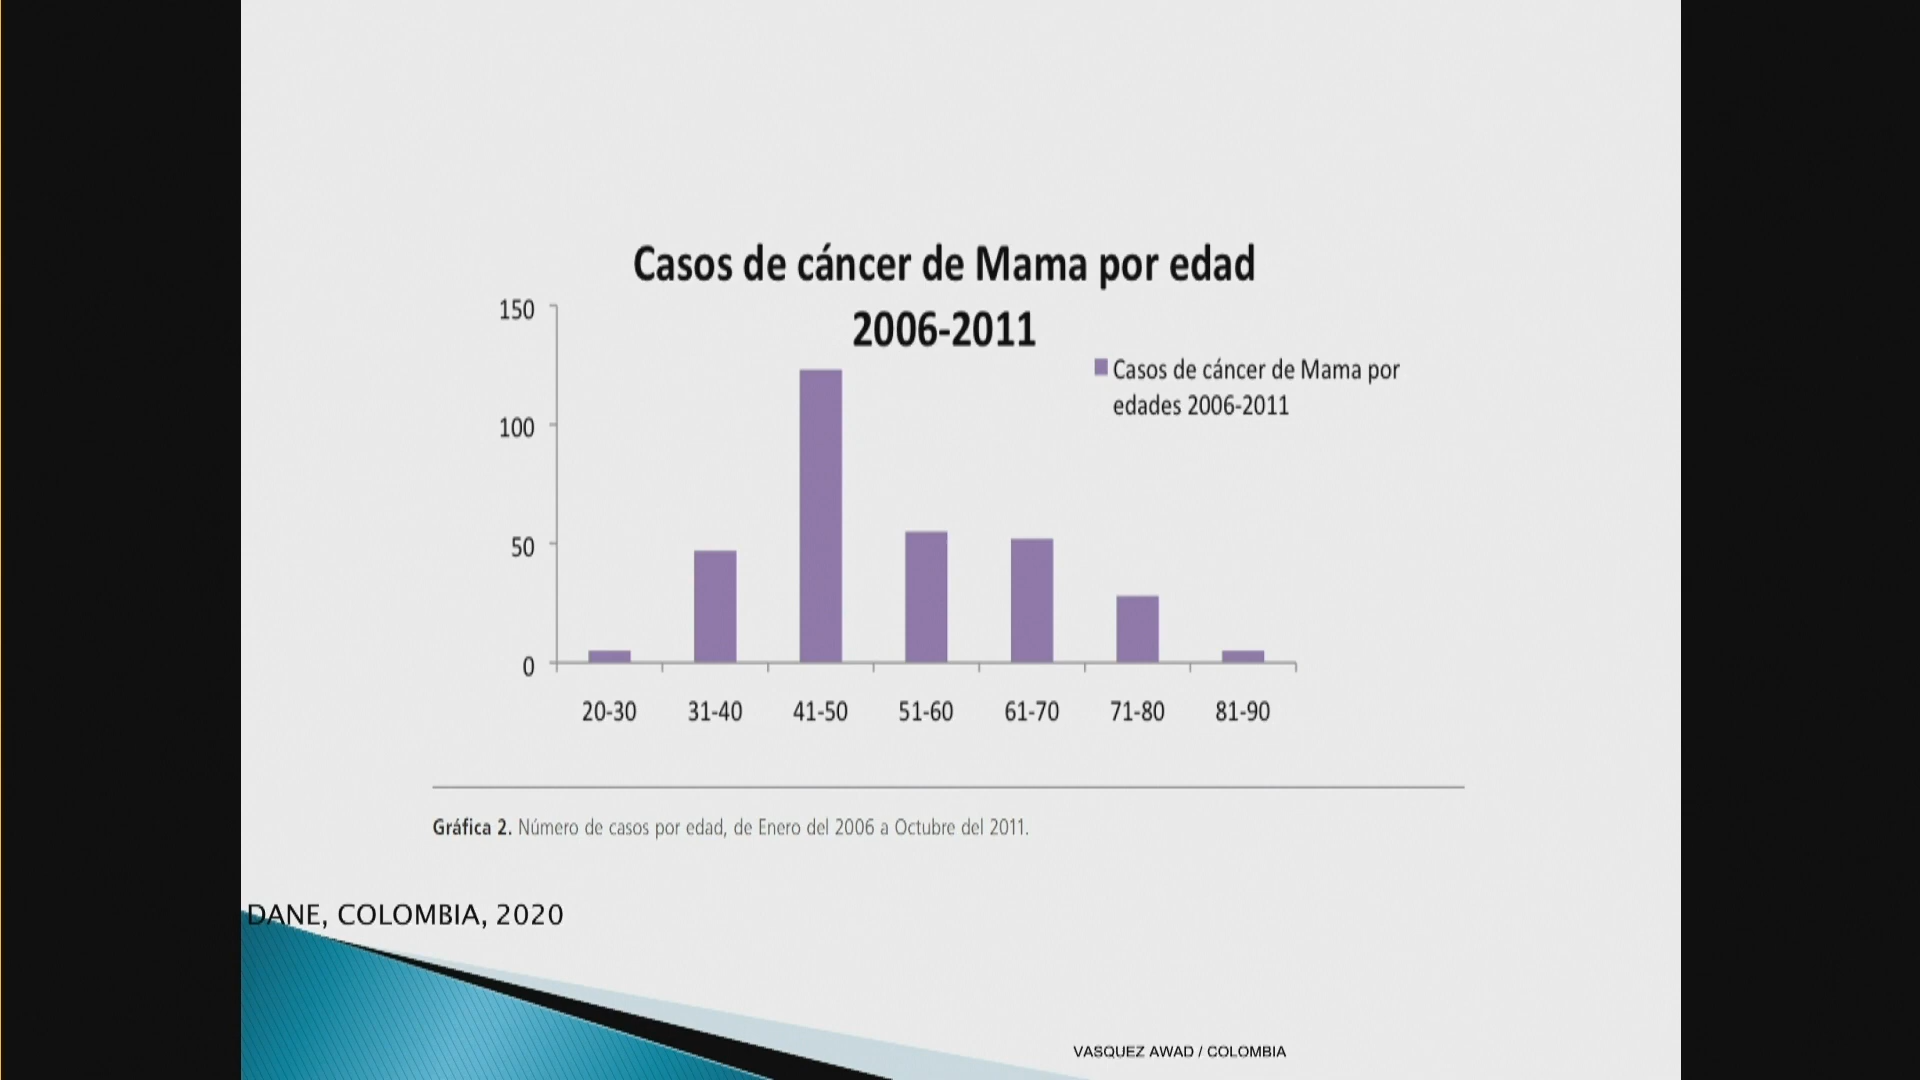 Casos de cáncer de Mama por edad
2006-2011
150
100
50
0
Casos de cáncer de Mama por
edades 2006-2011
20-30 31-40 41-50 51-60 61-70 71-80 81-90
Gráfica 2. Número de casos por edad, de Enero del 2006 a Octubre del 2011.
DANE, COLOMBIA, 2020
VASQUEZ AWAD / COLOMBIA